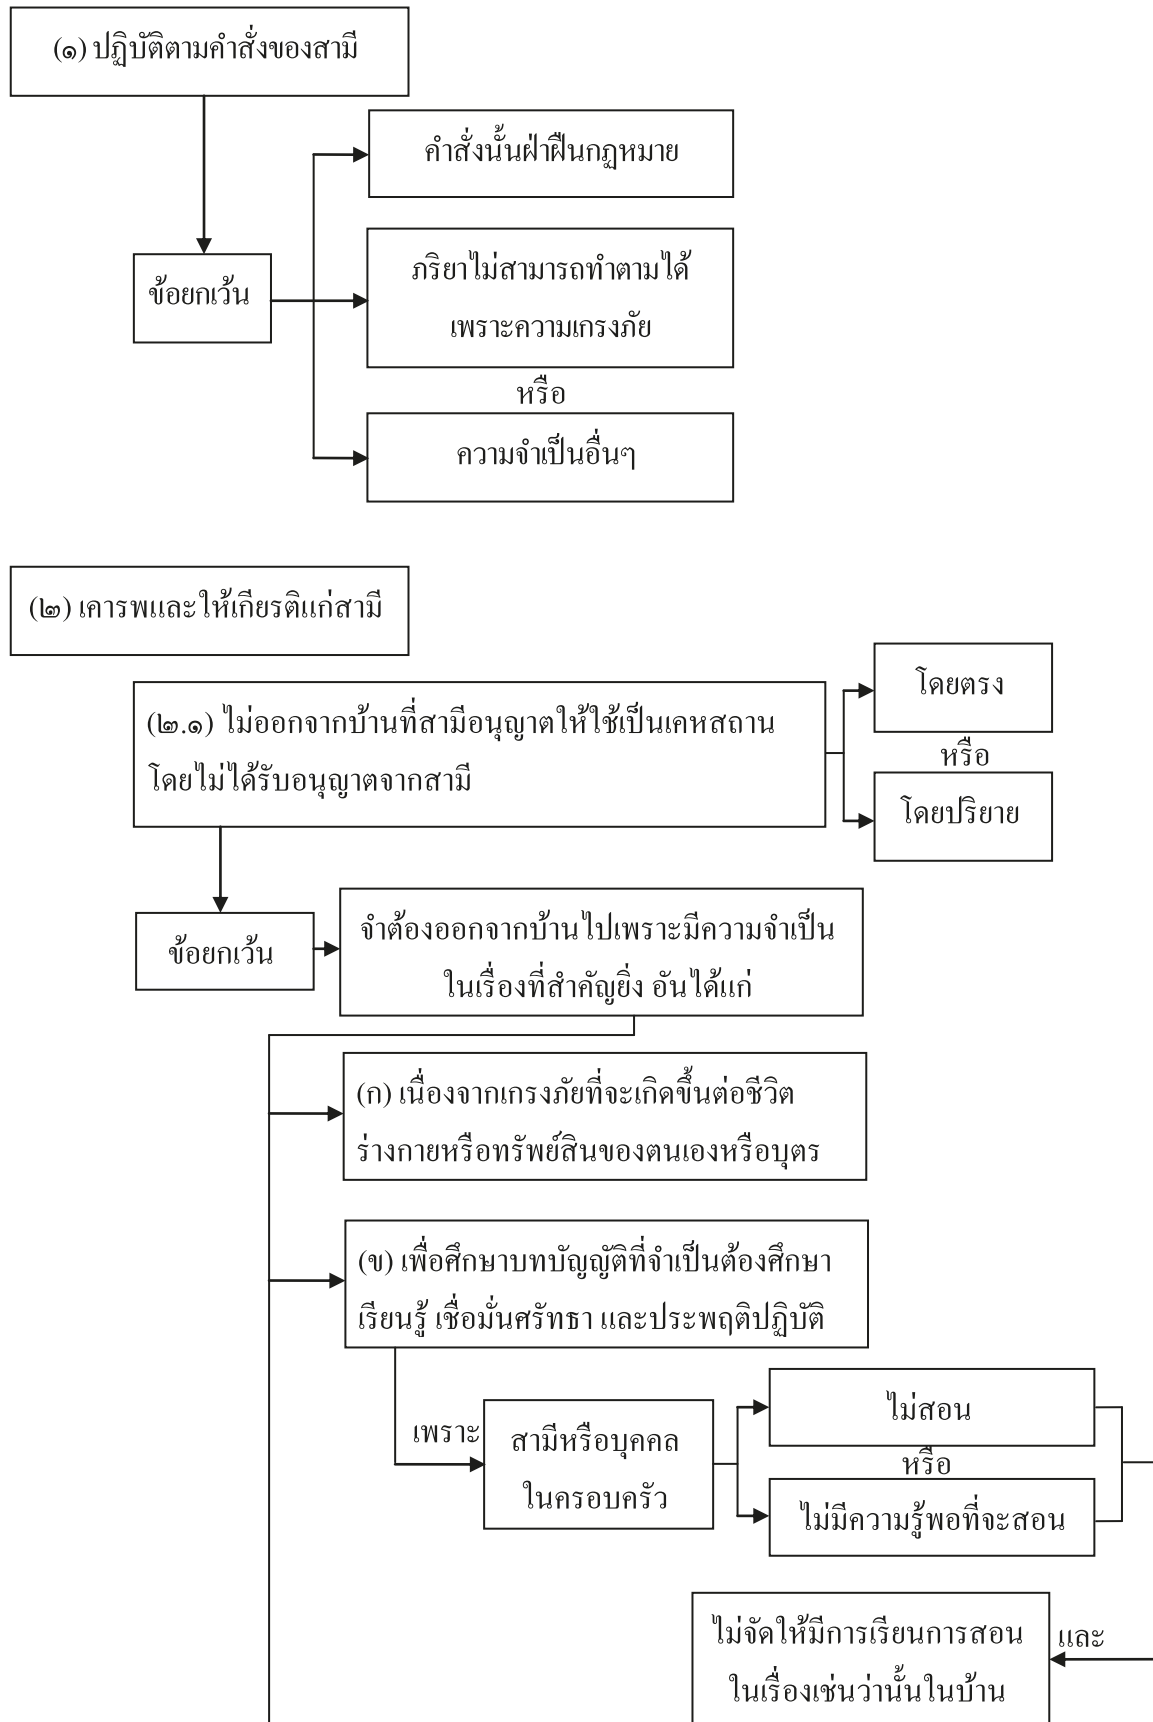 (๑) ปฏิบัติตามคำสั่งของสามี
คำสั่งนั้นฝ่าฝืนกฎหมาย
ข้อยกเว้น
ภริยาไม่สามารถทำตามได้
เพราะความเกรงภัย
หรือ
ความจำเป็นอื่นๆ
(๒) เคารพและให้เกียรติแก่สามี
(๒.๑) ไม่ออกจากบ้านที่สามีอนุญาตให้ใช้เป็นเคหสถาน
โดยไม่ได้รับอนุญาตจากสามี
โดยตรง
หรือ
โดยปริยาย
ข้อยกเว้น
จำต้องออกจากบ้านไปเพราะมีความจำเป็น
ในเรื่องที่สำคัญยิ่ง อันได้แก่
(ก) เนื่องจากเกรงภัยที่จะเกิดขึ้นต่อชีวิต
ร่างกายหรือทรัพย์สินของตนเองหรือบุตร
(ข) เพื่อศึกษาบทบัญญัติที่จำเป็นต้องศึกษา
เรียนรู้ เชื่อมั่นศรัทธา และประพฤติปฏิบัติ
เพราะ
สามีหรือบุคคล
ในครอบครัว
ไม่สอน
หรือ
ไม่มีความรู้พอที่จะสอน
และ
ไม่จัดให้มีการเรียนการสอน
ในเรื่องเช่นว่านั้นในบ้าน